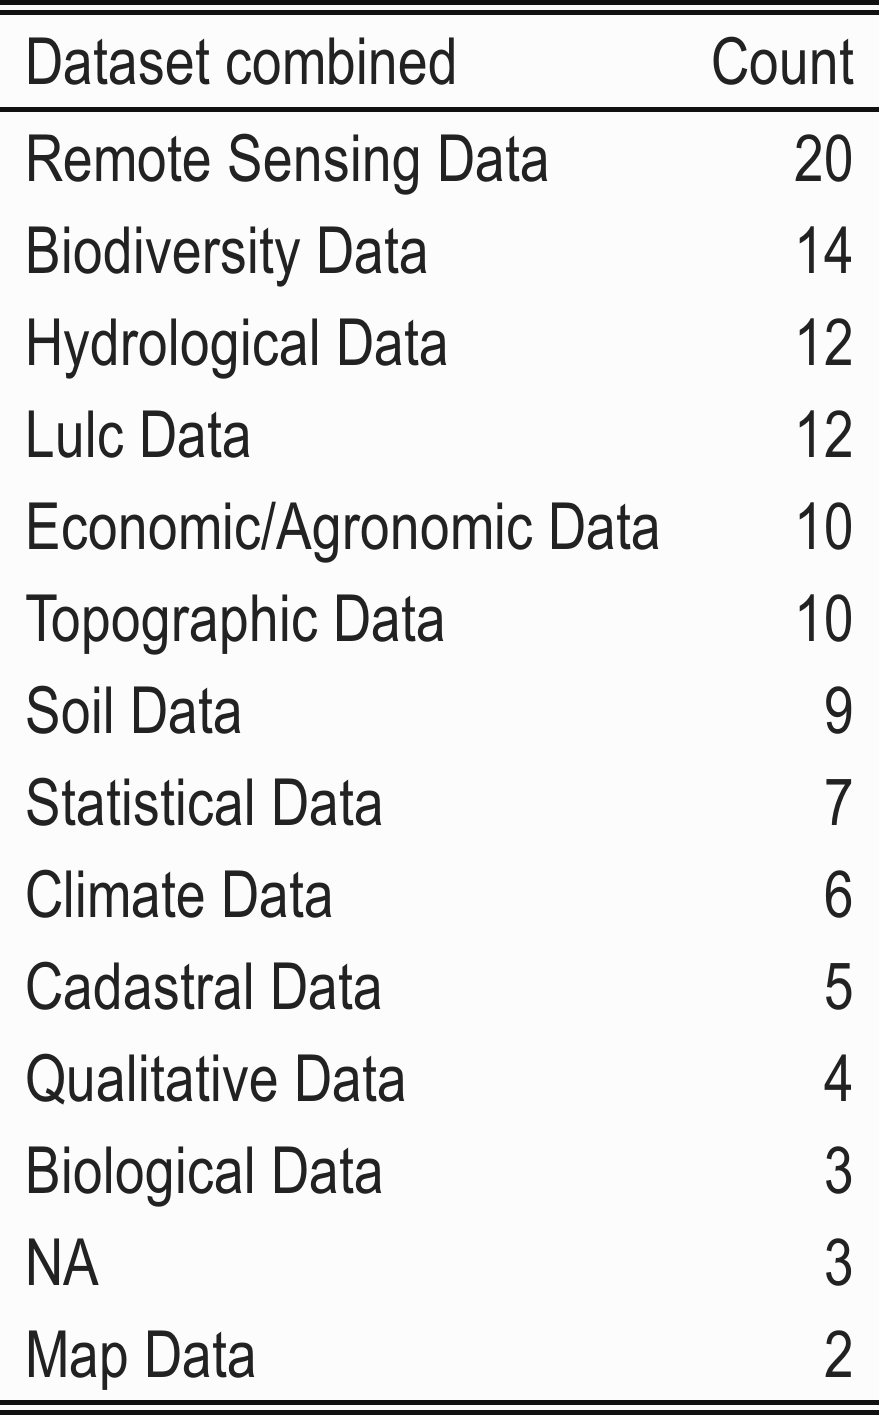 Dataset combined Count
Remote Sensing Data 20
Biodiversity Data 14
Hydrological Data 12
Lulc Data 12
Economic/Agronomic Data 10
Topographic Data 10
Soil Data 9
Statistical Data 7
Climate Data 6
Cadastral Data 5
Qualitative Data 4
Biological Data 3
NA 3
Map Data 2